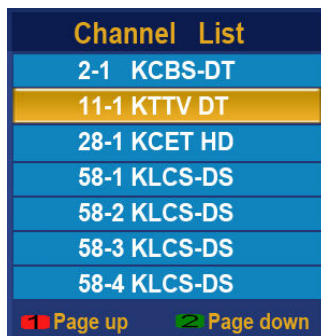 Channel List
2-1 KCBS-DT
11-1 KTTV DT
28-1 KCET HD
58-1 KLCS-DS
58-2 KLCS-DS
58-3 KLCS-DS
58-4 KLCS-DS
1 Page up 2 Page down